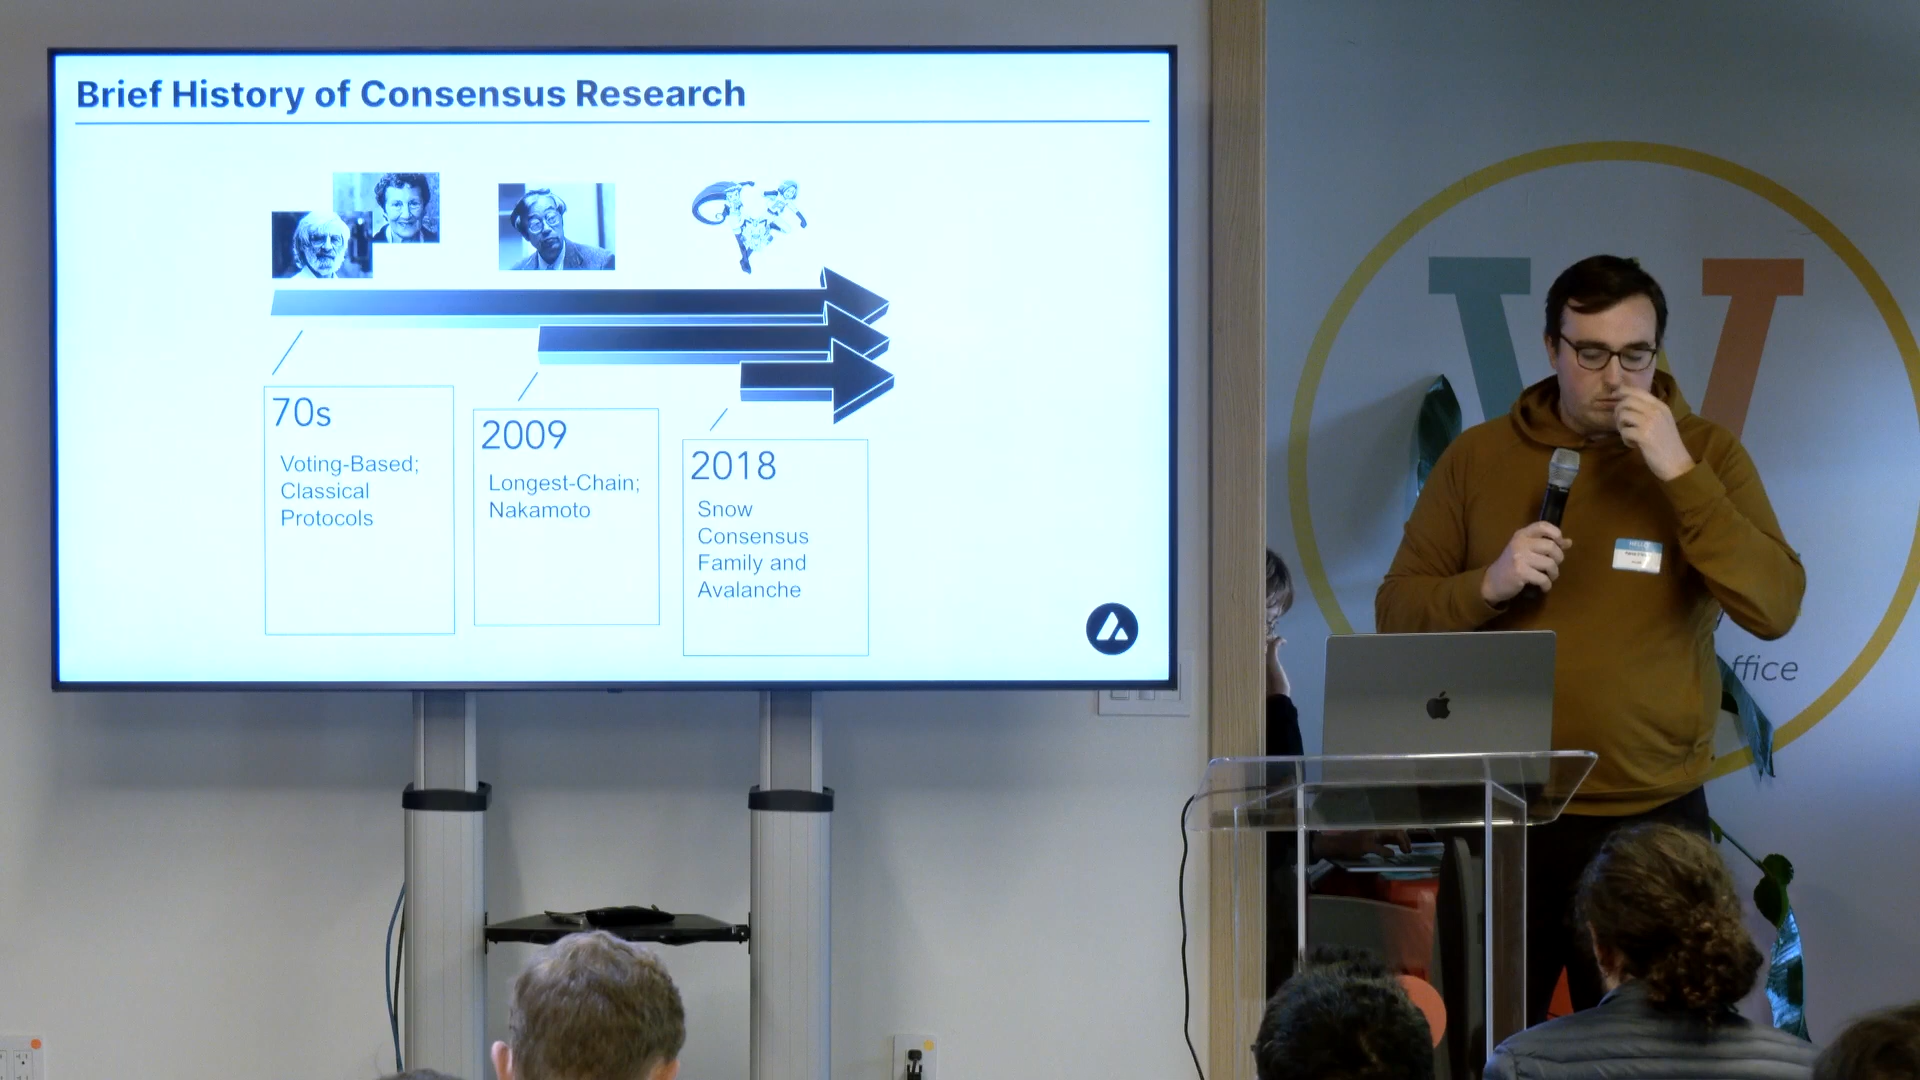 Brief History of Consensus Research
70s
Voting-Based;
Classical
Protocols
2009
Longest-Chain;
Nakamoto
2018
Snow
Consensus
Family and
Avalanche
HELLO
ffice